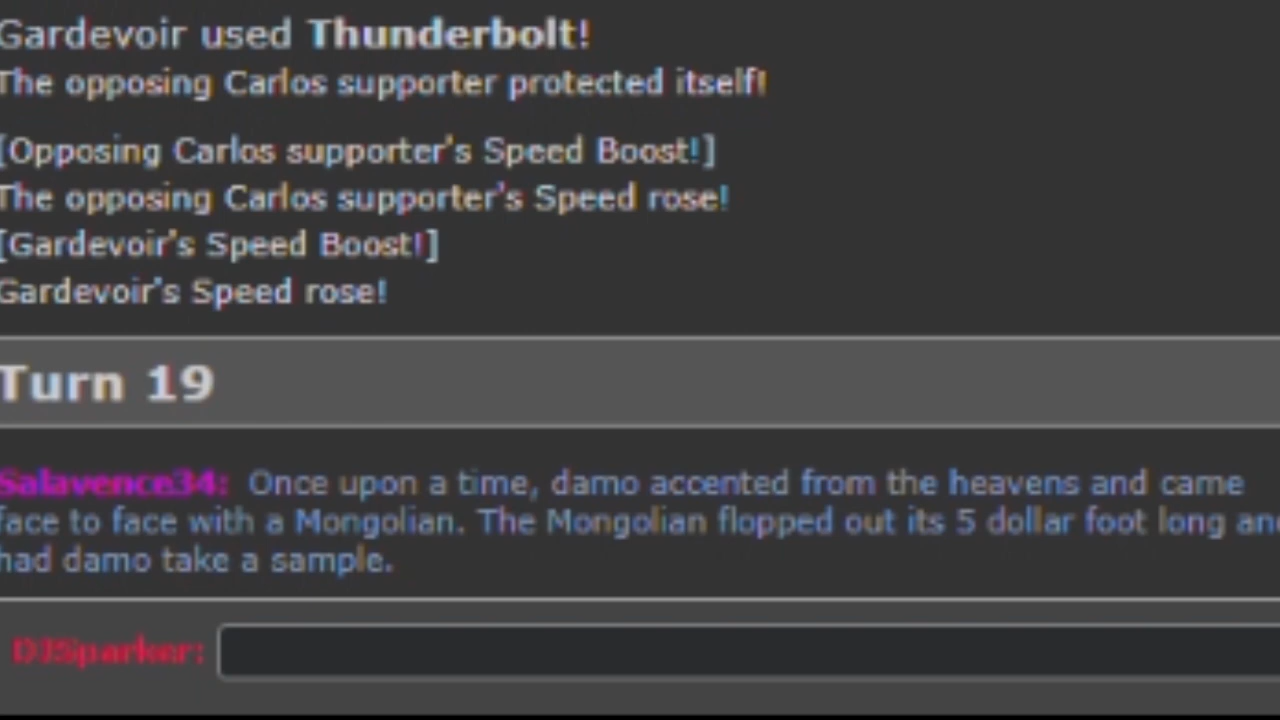 Gardevoir used Thunderbolt!
The opposing Carlos supporter protected itself!
[Opposing Carlos supporter's Speed Boost!]
The opposing Carlos supporter's Speed rose!
[Gardevoir's Speed Boost!]
Gardevoir's Speed rose!
Turn 19
Salavence34: Once upon a time, damo accented from the heavens and came
face to face with a Mongolian. The Mongolian flopped out its 5 dollar foot long and
had damo take a sample.
DJSparker: